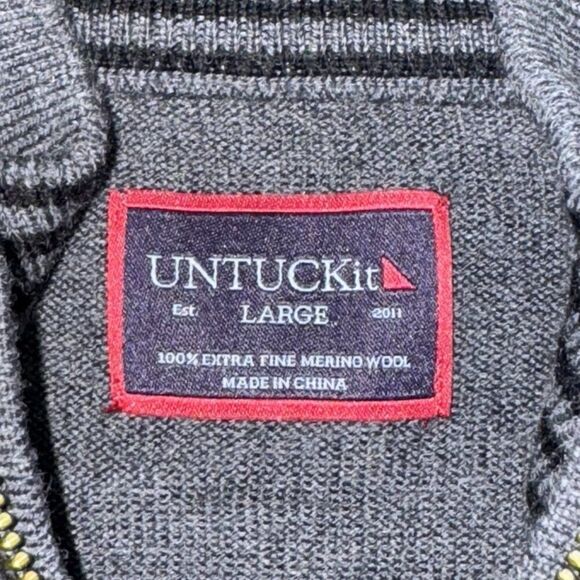 UNTUCKit
Est. LARGE 2011
100% EXTRA FINE MERINO WOOL
MADE IN CHINA